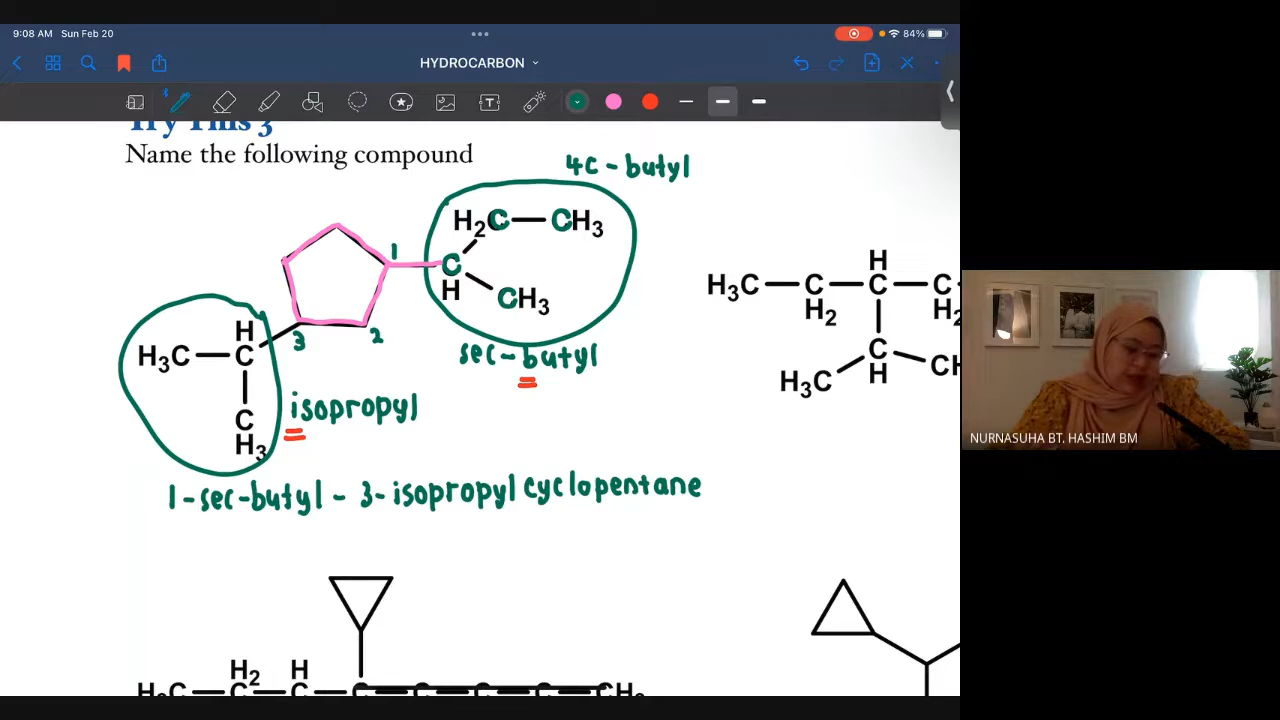 9:08 AM Sun Feb 20
84%
HYDROCARBON
Try This 3
Name the following compound
4C - butyl
H₂C — CH₃
1
C
H
CH₃
3
2
sec-butyl
H
H₃C — C
C
H₃
isopropyl
1-sec-butyl - 3-isopropylcyclopentane
H
H₃C — C — C — C
H₂
H₂
C
H
H₃C
CH
NURNASUHA BT. HASHIM BM
H₂
H
H₃C — C — C — C — C — C — C — CH₃